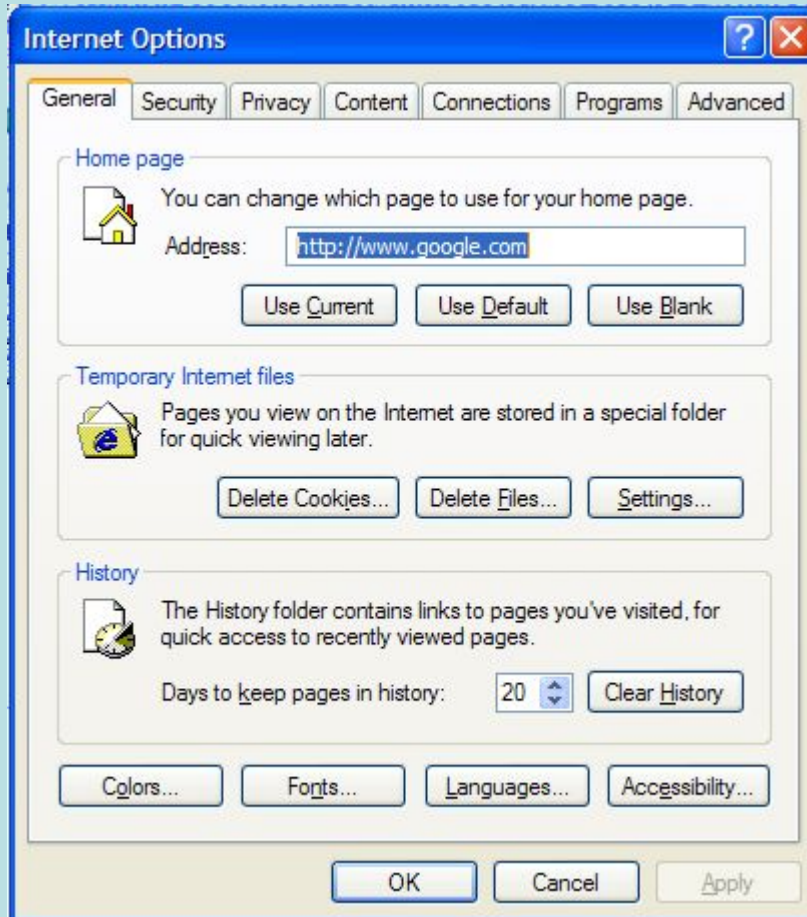 Internet Options
General Security Privacy Content Connections Programs Advanced
Home page
You can change which page to use for your home page.
Address: http://www.google.com
Use Current Use Default Use Blank
Temporary Internet files
Pages you view on the Internet are stored in a special folder
for quick viewing later.
Delete Cookies... Delete Files... Settings...
History
The History folder contains links to pages you've visited, for
quick access to recently viewed pages.
Days to keep pages in history: 20 Clear History
Colors... Fonts... Languages... Accessibility...
OK Cancel Apply